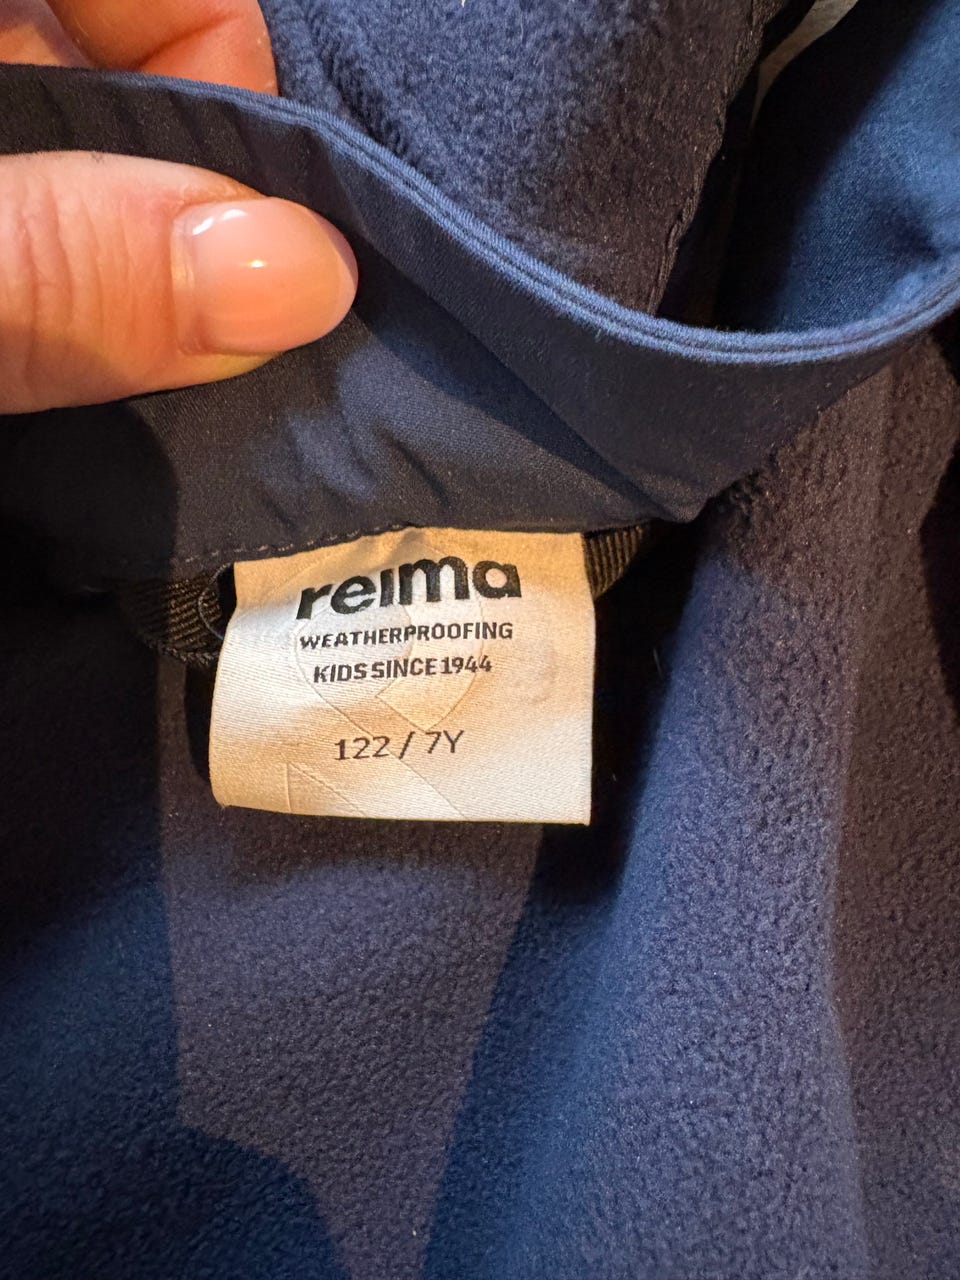 reima
WEATHERPROOFING
KIDS SINCE 1944
122 / 7Y